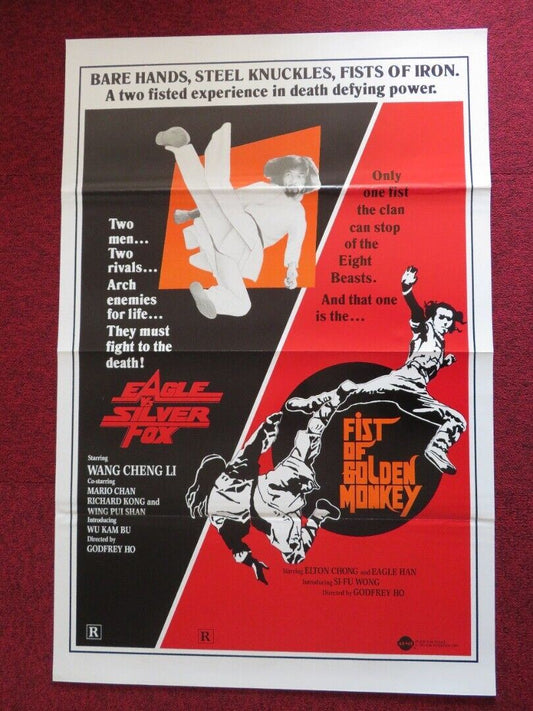 BARE HANDS, STEEL KNUCKLES, FISTS OF IRON.
A two fisted experience in death defying power.
Two
men...
Two
rivals...
Arch
enemies
for life...
They must
fight to the
death!
EAGLE
V.
SILVER
FOX
Starring
WANG CHENG LI
Co-starring
MARIO CHAN
RICHARD KONG and
WING PUI SHAN
Introducing
WU KAM BU
Directed by
GODFREY HO
R
Only
one fist
the clan
can stop
of the
Eight
Beasts.
And that one
is the...
FIST
OF
GOLDEN
MONKEY
Starring ELTON CHONG and EAGLE HAN
Introducing SI-FU WONG
Directed by GODFREY HO
R